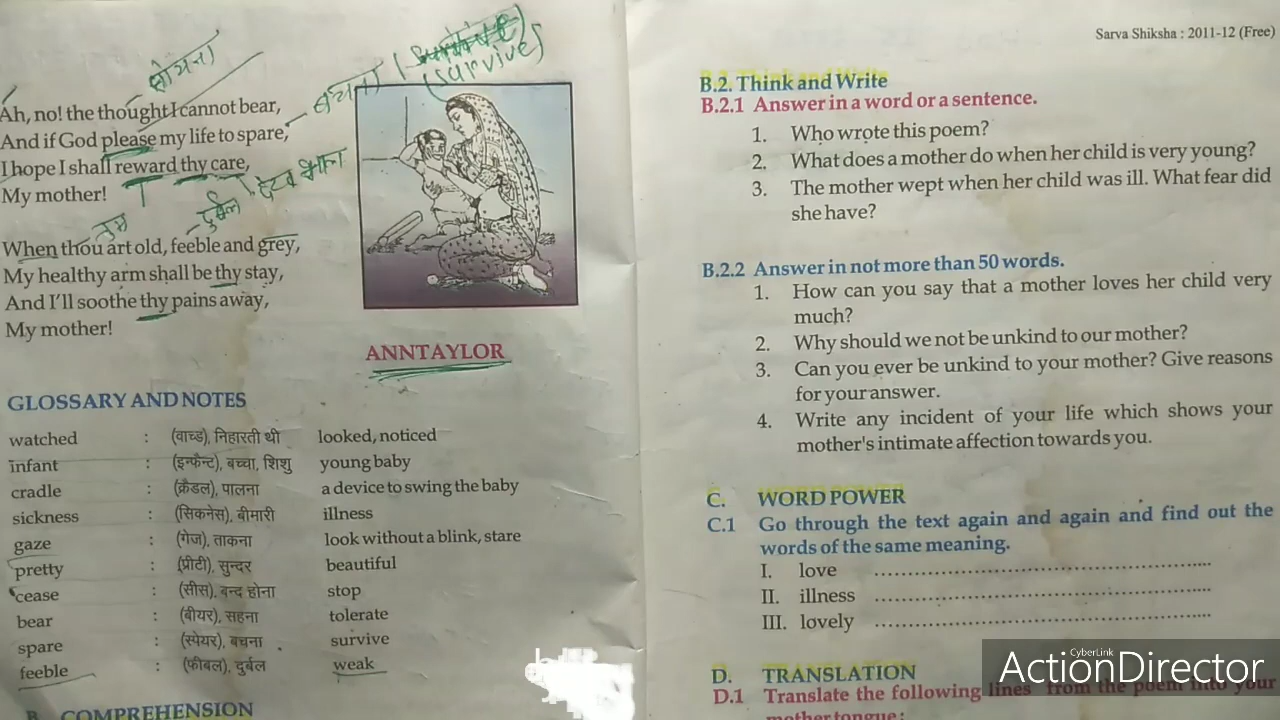 सोचना
बचाना (survive)
Ah, no! the thought I cannot bear,
And if God please my life to spare,
I hope I shall reward thy care,
My mother!
तुम
दुर्बल
देख भाल
When thou art old, feeble and grey,
My healthy arm shall be thy stay,
And I'll soothe thy pains away,
My mother!
ANNTAYLOR
GLOSSARY AND NOTES
watched : (वाच्ड), निहारती थी looked, noticed
infant : (इन्फैन्ट), बच्चा, शिशु young baby
cradle : (क्रैडल), पालना a device to swing the baby
sickness : (सिकनेस), बीमारी illness
gaze : (गेज), ताकना look without a blink, stare
pretty : (प्रीटी), सुन्दर beautiful
cease : (सीस), बन्द होना stop
bear : (बीयर), सहना tolerate
spare : (स्पेयर), बचना survive
feeble : (फीबल), दुर्बल weak
B. COMPREHENSION
Sarva Shiksha : 2011-12 (Free)
B.2. Think and Write
B.2.1 Answer in a word or a sentence.
1. Who wrote this poem?
2. What does a mother do when her child is very young?
3. The mother wept when her child was ill. What fear did
she have?
B.2.2 Answer in not more than 50 words.
1. How can you say that a mother loves her child very
much?
2. Why should we not be unkind to our mother?
3. Can you ever be unkind to your mother? Give reasons
for your answer.
4. Write any incident of your life which shows your
mother's intimate affection towards you.
C. WORD POWER
C.1 Go through the text again and again and find out the
words of the same meaning.
I. love ......................................................
II. illness ......................................................
III. lovely ......................................................
D. TRANSLATION
D.1 Translate the following lines from the poem into your
mother tongue:
CyberLink
ActionDirector